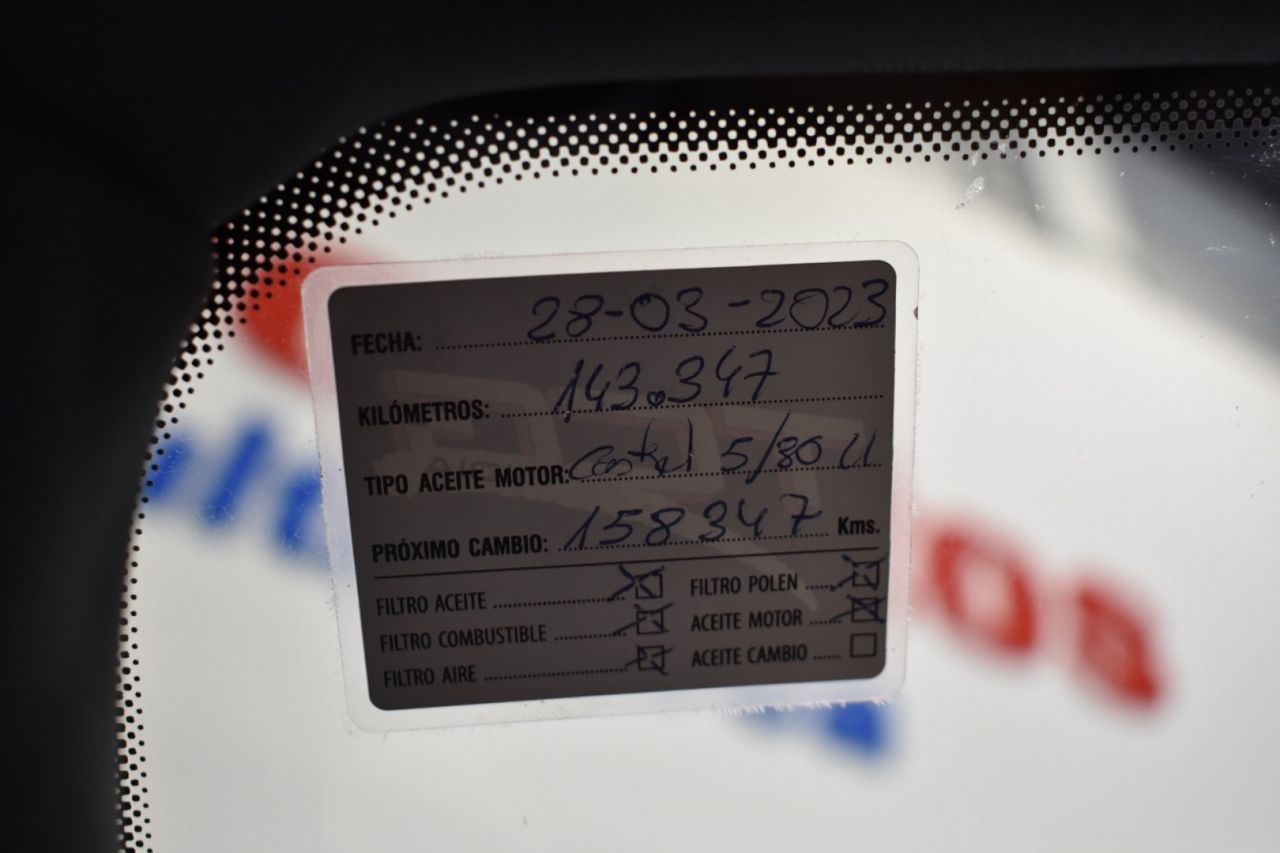 FECHA: 28-03-2023
KILÓMETROS: 143.347
TIPO ACEITE MOTOR: Castrol 5/30 LL
PRÓXIMO CAMBIO: 158347 Kms.
FILTRO ACEITE FILTRO POLEN
FILTRO COMBUSTIBLE ACEITE MOTOR
FILTRO AIRE ACEITE CAMBIO